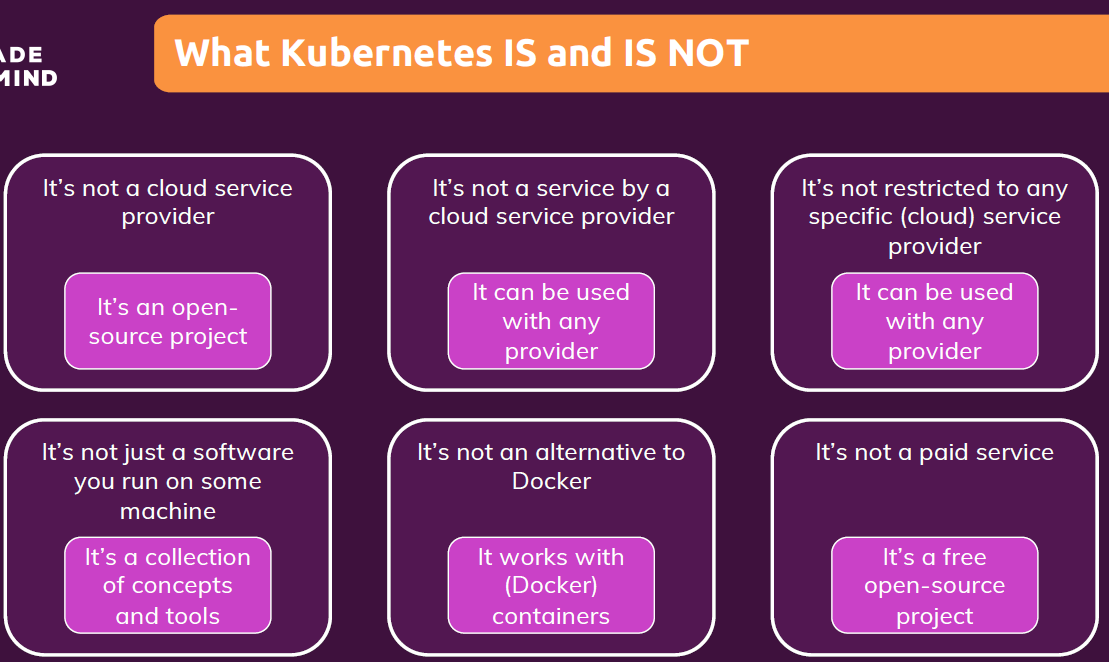 ADE
MIND
What Kubernetes IS and IS NOT
It's not a cloud service
provider
It's an open-
source project
It's not a service by a
cloud service provider
It can be used
with any
provider
It's not restricted to any
specific (cloud) service
provider
It can be used
with any
provider
It's not just a software
you run on some
machine
It's a collection
of concepts
and tools
It's not an alternative to
Docker
It works with
(Docker)
containers
It's not a paid service
It's a free
open-source
project